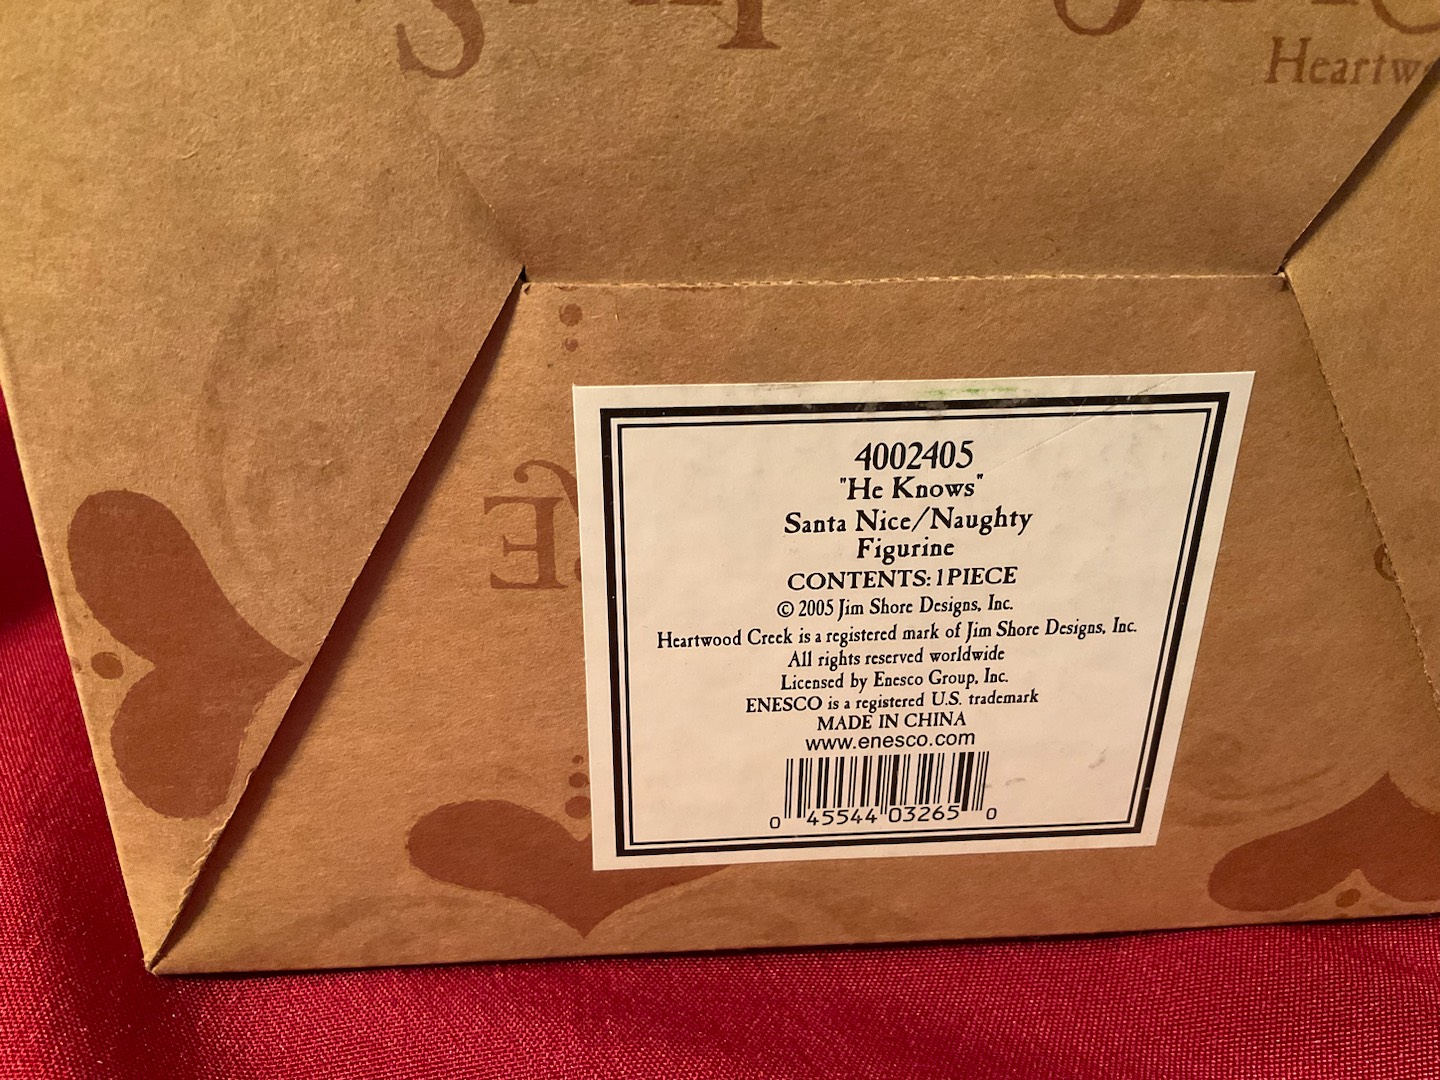 4002405
"He Knows"
Santa Nice/Naughty
Figurine
CONTENTS: 1 PIECE
© 2005 Jim Shore Designs, Inc.
Heartwood Creek is a registered mark of Jim Shore Designs, Inc.
All rights reserved worldwide
Licensed by Enesco Group, Inc.
ENESCO is a registered U.S. trademark
MADE IN CHINA
www.enesco.com
0 45544 03265 0